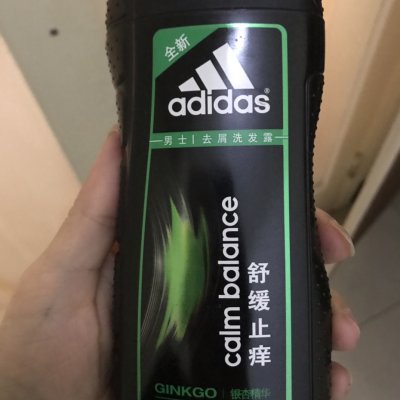 全新
adidas
男士 | 去屑洗发露
calm balance
舒缓止痒
GINKGO | 银杏精华